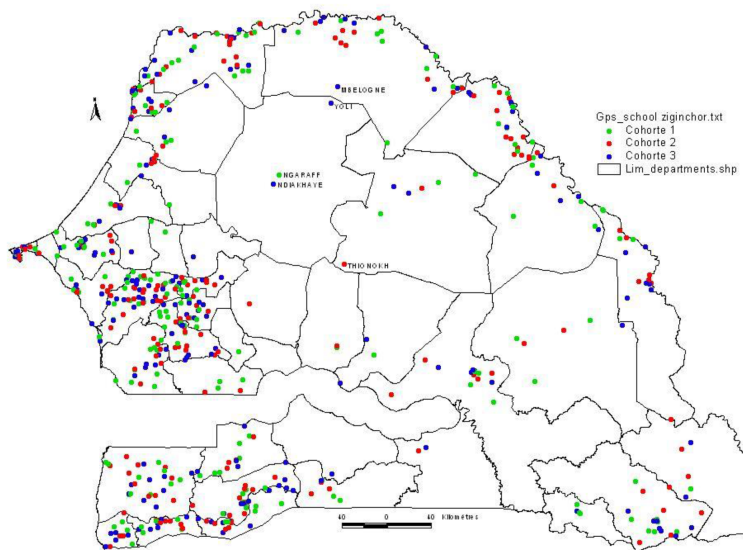 MBELOGNE
YOLI
Gps_school ziginchor.txt
Cohorte 1
Cohorte 2
Cohorte 3
Lim_departments.shp
NGARAFF
NDIAKHAYE
THIONOKH
40 0 40 Kilometres